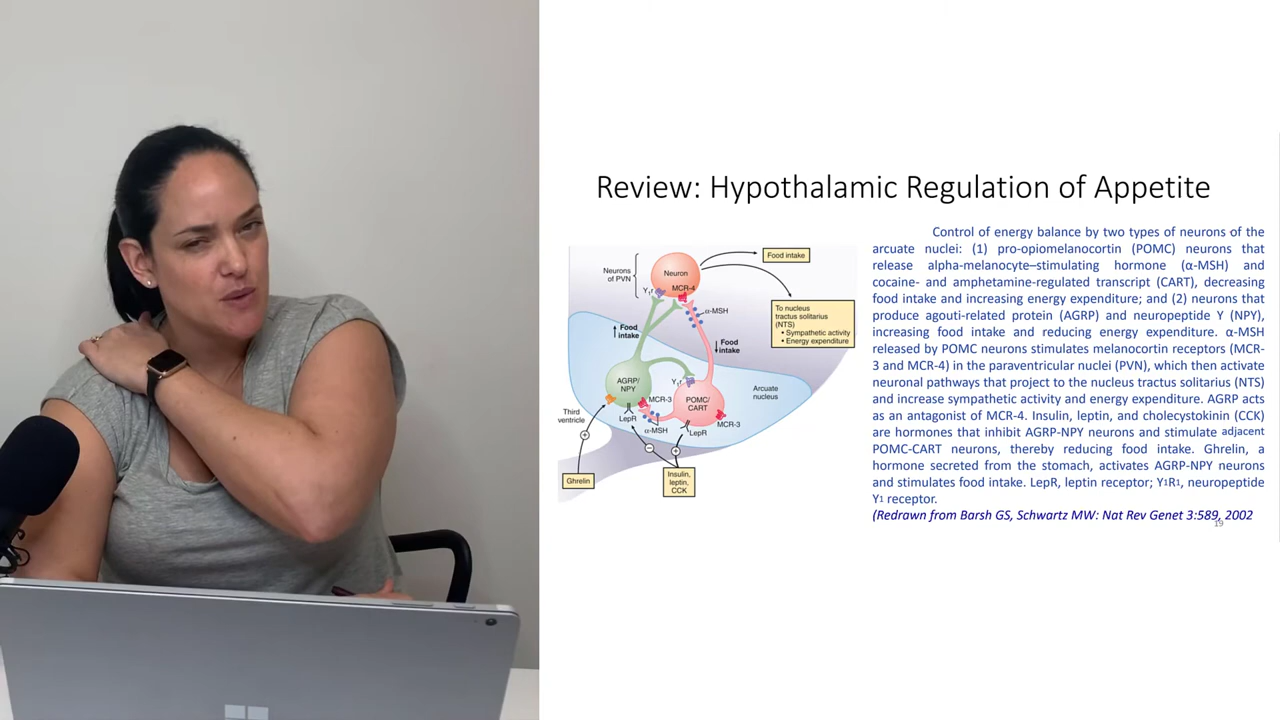 Review: Hypothalamic Regulation of Appetite
Control of energy balance by two types of neurons of the
arcuate nuclei: (1) pro-opiomelanocortin (POMC) neurons that
release alpha-melanocyte–stimulating hormone (α-MSH) and
cocaine- and amphetamine-regulated transcript (CART), decreasing
food intake and increasing energy expenditure; and (2) neurons that
produce agouti-related protein (AGRP) and neuropeptide Y (NPY),
increasing food intake and reducing energy expenditure. α-MSH
released by POMC neurons stimulates melanocortin receptors (MCR-
3 and MCR-4) in the paraventricular nuclei (PVN), which then activate
neuronal pathways that project to the nucleus tractus solitarius (NTS)
and increase sympathetic activity and energy expenditure. AGRP acts
as an antagonist of MCR-4. Insulin, leptin, and cholecystokinin (CCK)
are hormones that inhibit AGRP-NPY neurons and stimulate adjacent
POMC-CART neurons, thereby reducing food intake. Ghrelin, a
hormone secreted from the stomach, activates AGRP-NPY neurons
and stimulates food intake. LepR, leptin receptor; Y1R1, neuropeptide
Y1 receptor.
(Redrawn from Barsh GS, Schwartz MW: Nat Rev Genet 3:589, 2002
19
Neurons
of PVN
Neuron
Food intake
Y1r
MCR-4
α-MSH
To nucleus
tractus solitarius
(NTS)
• Sympathetic activity
• Energy expenditure
Food
intake
Food
intake
AGRP/
NPY
Y1r
POMC/
CART
Arcuate
nucleus
MCR-3
LepR
α-MSH
LepR
MCR-3
Third
ventricle
Ghrelin
Insulin,
leptin,
CCK